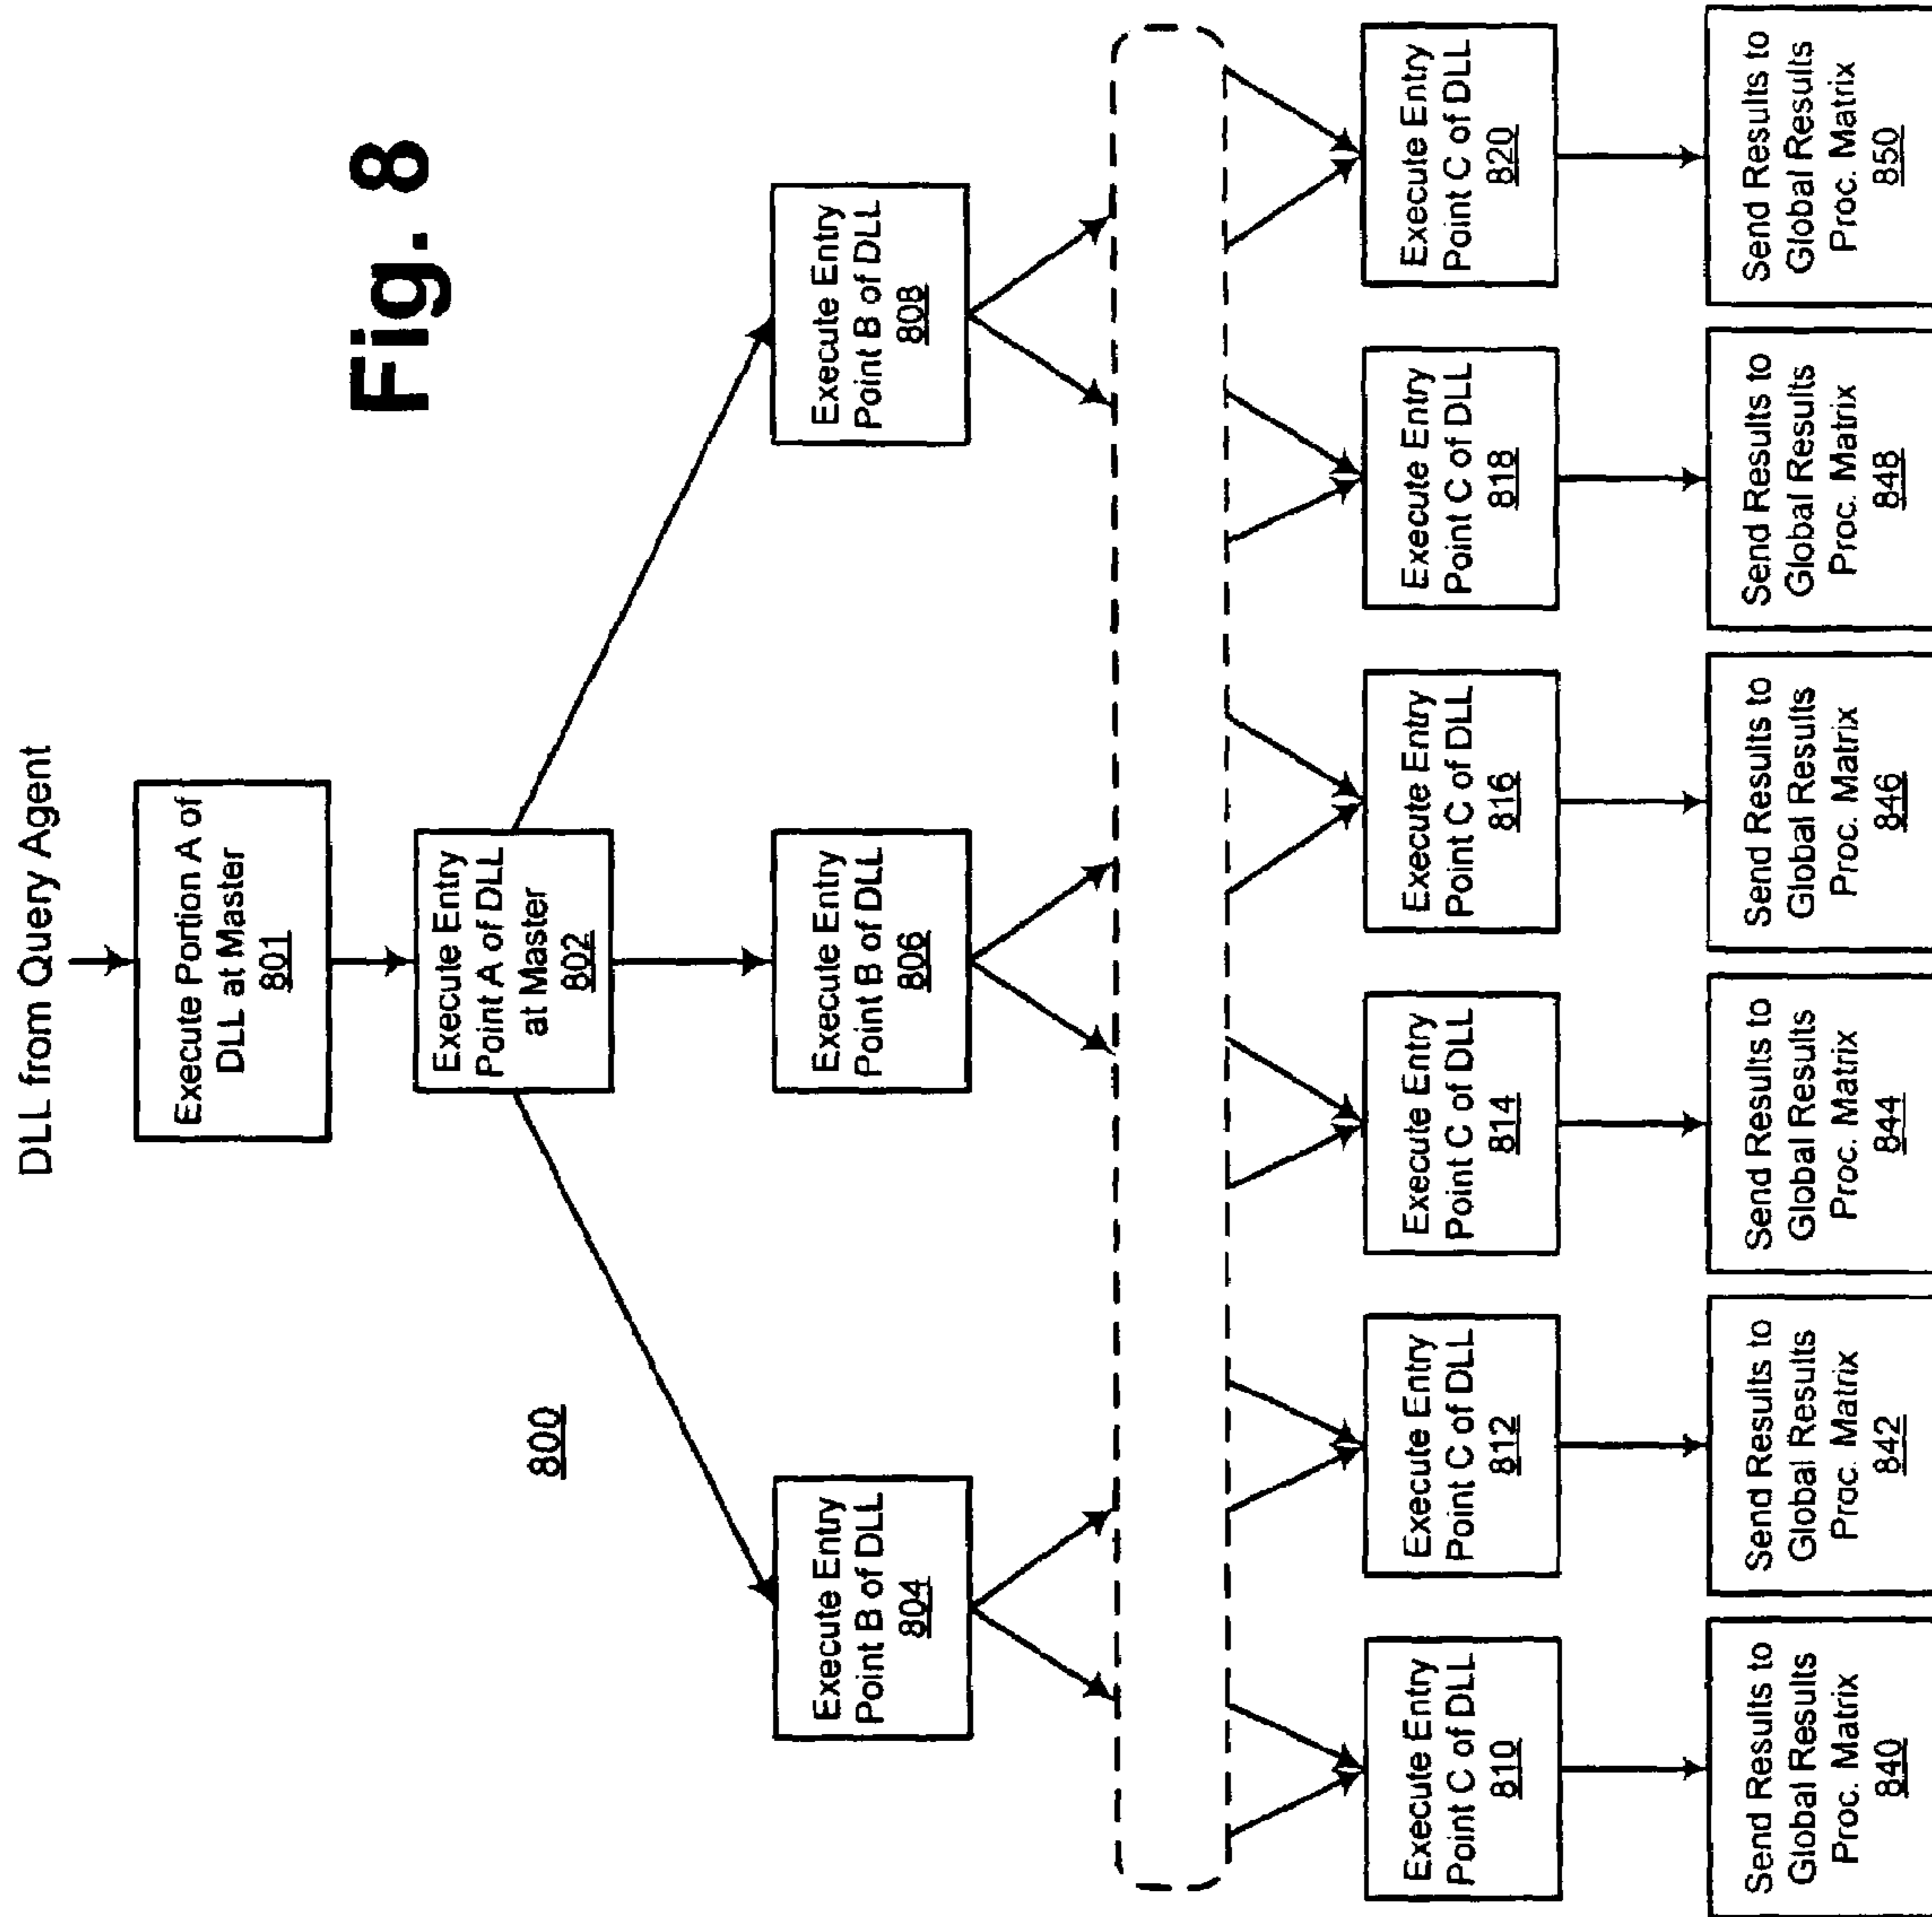 DLL from Query Agent
Execute Portion A of
DLL at Master
801
Execute Entry
Point A of DLL
at Master
802
Fig. 8
800
Execute Entry
Point B of DLL
804
Execute Entry
Point B of DLL
806
Execute Entry
Point B of DLL
808
Execute Entry
Point C of DLL
810
Execute Entry
Point C of DLL
812
Execute Entry
Point C of DLL
814
Execute Entry
Point C of DLL
816
Execute Entry
Point C of DLL
818
Execute Entry
Point C of DLL
820
Send Results to
Global Results
Proc. Matrix
840
Send Results to
Global Results
Proc. Matrix
842
Send Results to
Global Results
Proc. Matrix
844
Send Results to
Global Results
Proc. Matrix
846
Send Results to
Global Results
Proc. Matrix
848
Send Results to
Global Results
Proc. Matrix
850